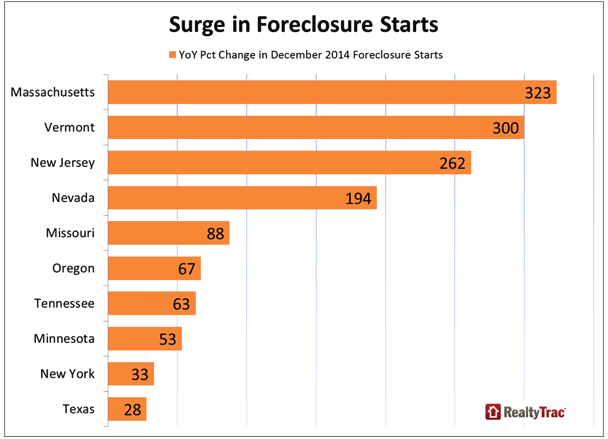 Surge in Foreclosure Starts
YoY Pct Change in December 2014 Foreclosure Starts
Massachusetts 323
Vermont 300
New Jersey 262
Nevada 194
Missouri 88
Oregon 67
Tennessee 63
Minnesota 53
New York 33
Texas 28
RealtyTrac